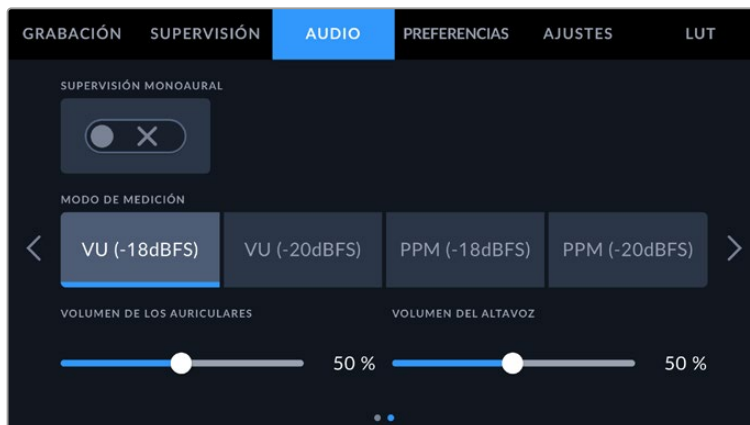 GRABACIÓN SUPERVISIÓN AUDIO PREFERENCIAS AJUSTES LUT
SUPERVISIÓN MONOAURAL
MODO DE MEDICIÓN
VU (-18dBFS) VU (-20dBFS) PPM (-18dBFS) PPM (-20dBFS)
VOLUMEN DE LOS AURICULARES VOLUMEN DEL ALTAVOZ
50 % 50 %